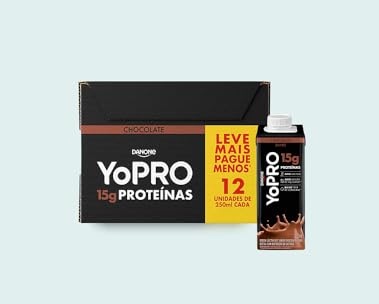 CHOCOLATE
DANONE
YoPRO
15g PROTEÍNAS
LEVE
MAIS
PAGUE
MENOS*
12
UNIDADES DE
250ml CADA
15g
PROTEÍNAS
DANONE
YoPRO